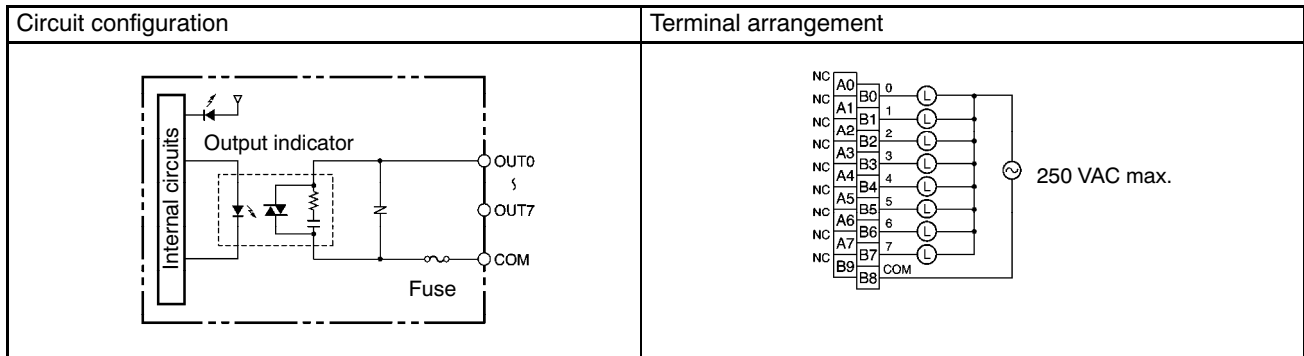 Circuit configuration
Terminal arrangement
Internal circuits
Output indicator
OUT0
OUT7
COM
Fuse
NC A0
B0 0 L
NC A1
B1 1 L
NC A2
B2 2 L
NC A3
B3 3 L
NC A4
B4 4 L
NC A5
B5 5 L
NC A6
B6 6 L
NC A7
B7 7 L
NC B9
B8 COM
250 VAC max.